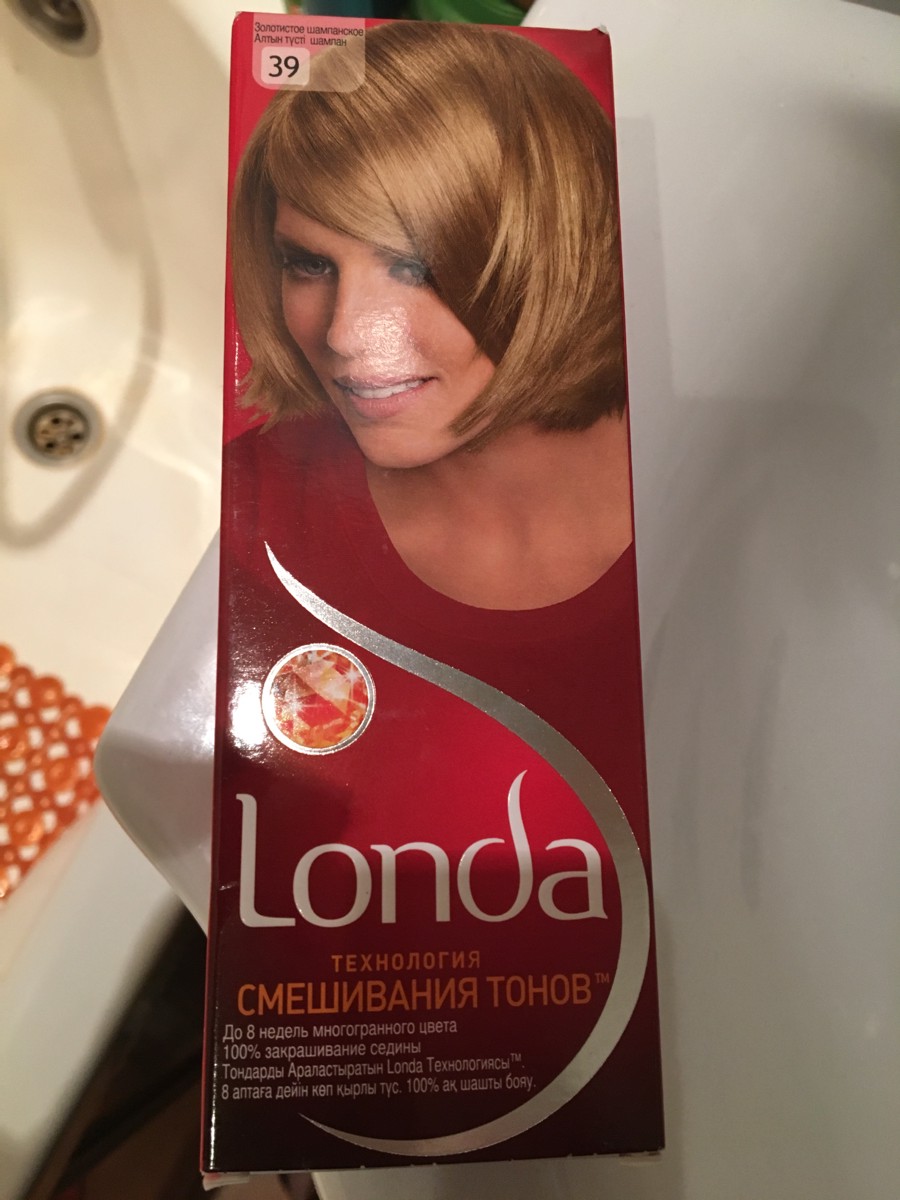 Золотистое шампанское
Алтын түсті шампан
39
Londa
ТЕХНОЛОГИЯ
СМЕШИВАНИЯ ТОНОВ™
До 8 недель многогранного цвета
100% закрашивание седины
Тондарды Араластыратын Londa Технологиясы™.
8 аптаға дейін көп қырлы түс. 100% ақ шашты бояу.